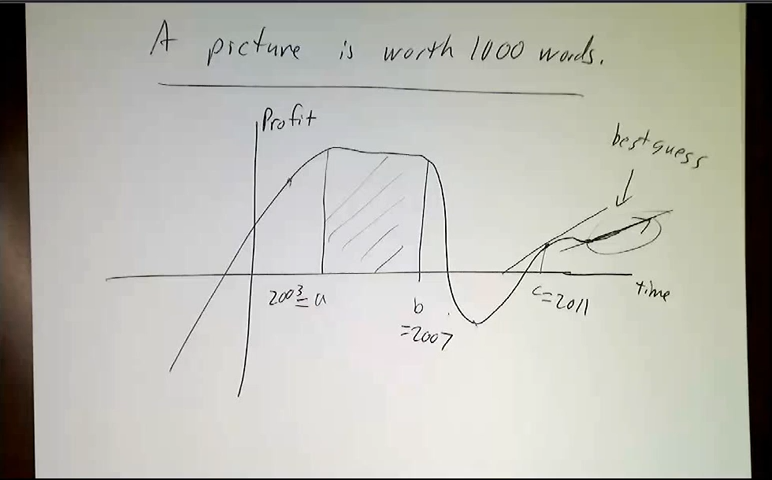 A picture is worth 1000 words.
Profit
best guess
2003 = a
b
=2007
c=2011
time